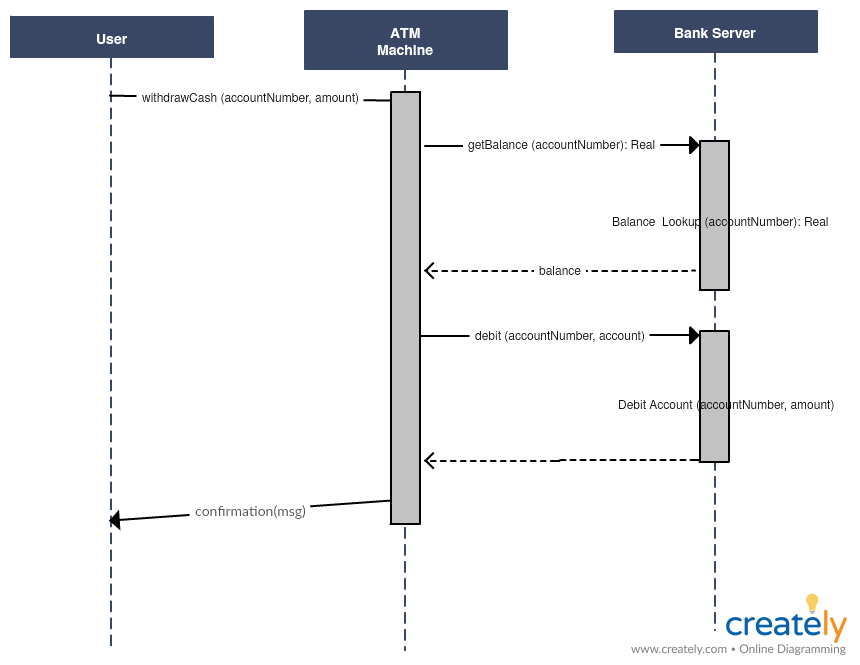 User
ATM
Machine
Bank Server
withdrawCash (accountNumber, amount)
getBalance (accountNumber): Real
Balance  Lookup (accountNumber): Real
balance
debit (accountNumber, account)
Debit Account (accountNumber, amount)
confirmation(msg)
creately
www.creately.com • Online Diagramming